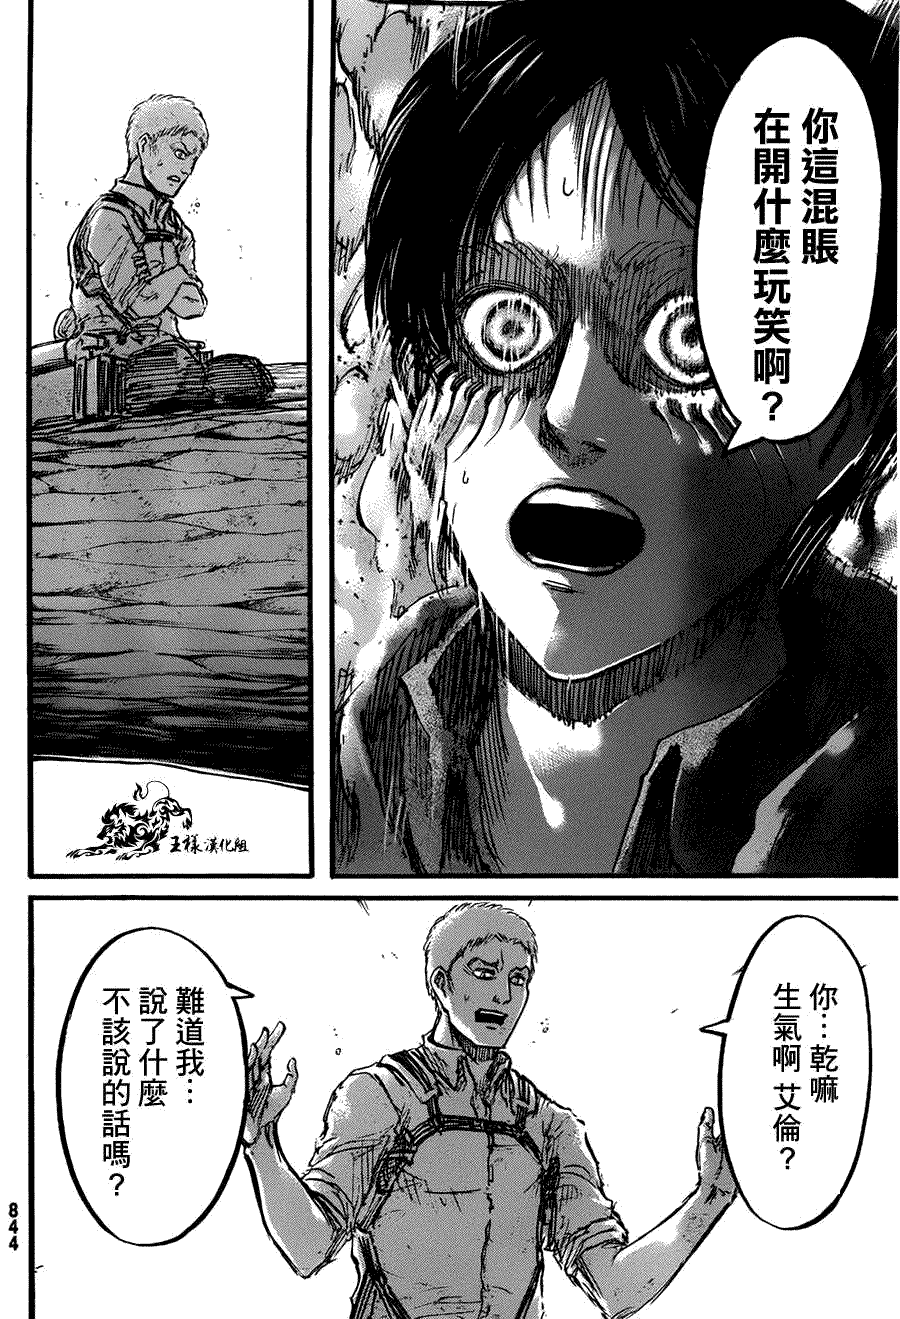 你這混賬
在開什麼玩笑啊？
王樣漢化組
你…乾嘛
生氣啊 艾倫？
難道我…
說了什麼
不該說的話嗎？
844